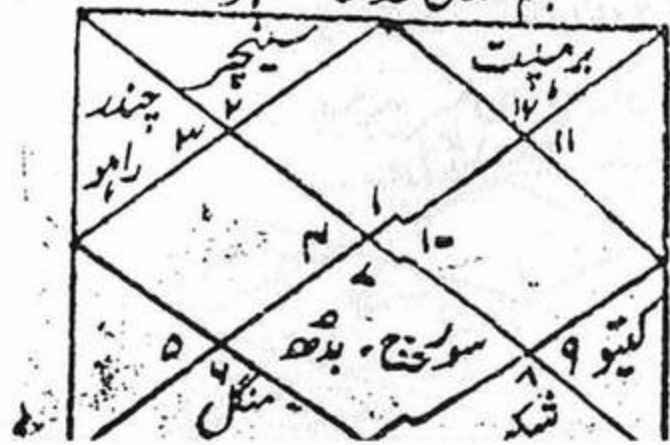 سنیچر
برہسپت
۲
۱۲
چندر
۳
۱۱
راہو
۱
۴
۱۰
۷
سورج، بدھ
۵
۹
کیتو
۶
۸
منگل
شکر